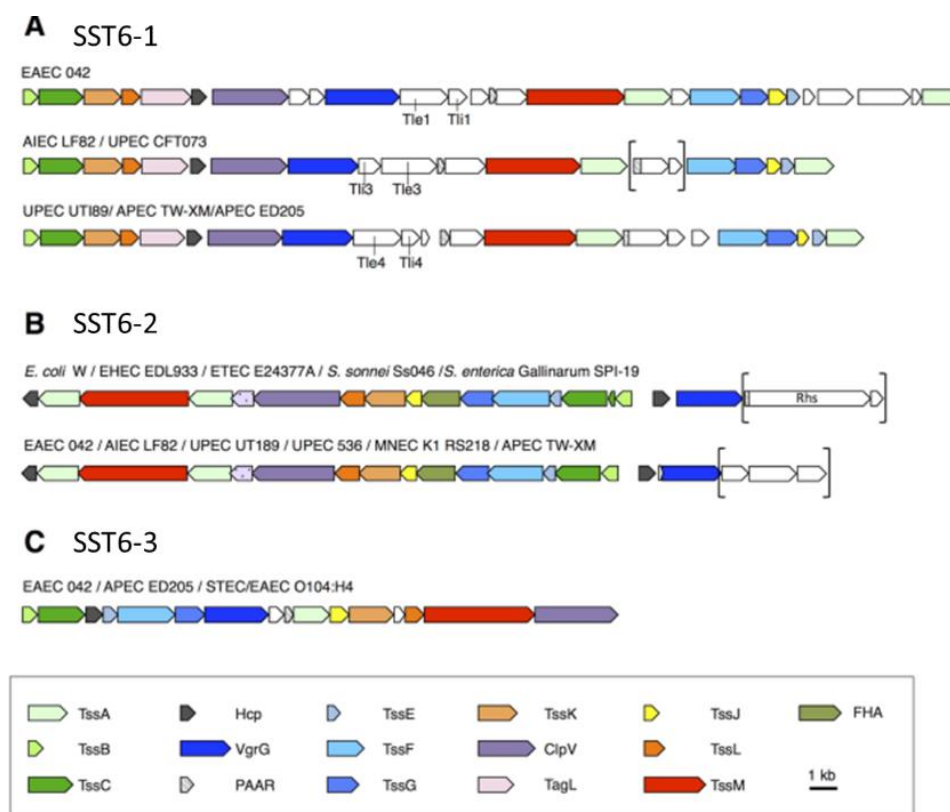 A SST6-1
EAEC 042
Tle1 Tli1
AIEC LF82 / UPEC CFT073
Tli3 Tle3
UPEC UTI89/ APEC TW-XM/APEC ED205
Tle4 Tli4
B SST6-2
E. coli W / EHEC EDL933 / ETEC E24377A / S. sonnei Ss046 /S. enterica Gallinarum SPI-19
Rhs
EAEC 042 / AIEC LF82 / UPEC UT189 / UPEC 536 / MNEC K1 RS218 / APEC TW-XM
C SST6-3
EAEC 042 / APEC ED205 / STEC/EAEC O104:H4
TssA Hcp TssE TssK TssJ FHA
TssB VgrG TssF ClpV TssL
TssC PAAR TssG TagL TssM 1 kb